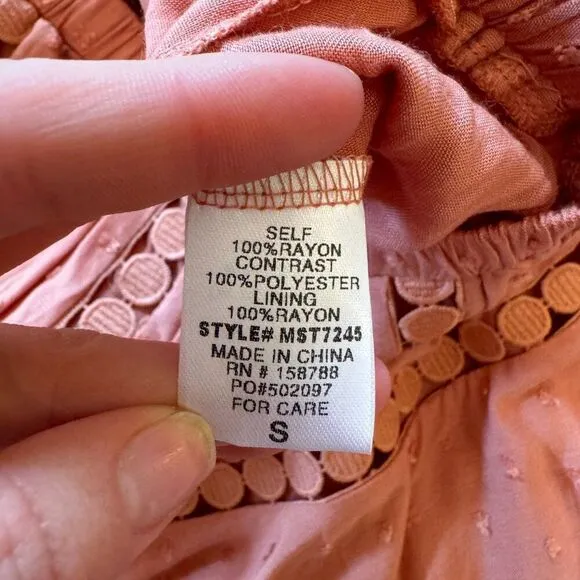 SELF
100%RAYON
CONTRAST
100%POLYESTER
LINING
100%RAYON
STYLE# MST7245
MADE IN CHINA
RN # 158788
PO#502097
FOR CARE
S